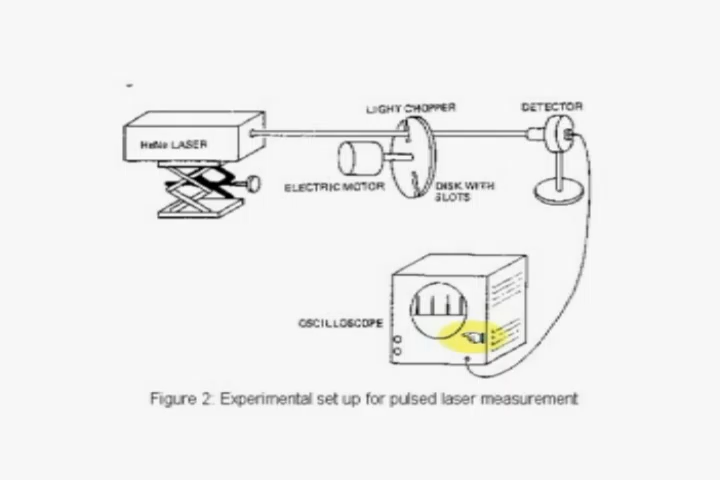 LIGHT CHOPPER
DETECTOR
HeNe LASER
ELECTRIC MOTOR
DISK WITH
SLOTS
OSCILLOSCOPE
Figure 2: Experimental set up for pulsed laser measurement